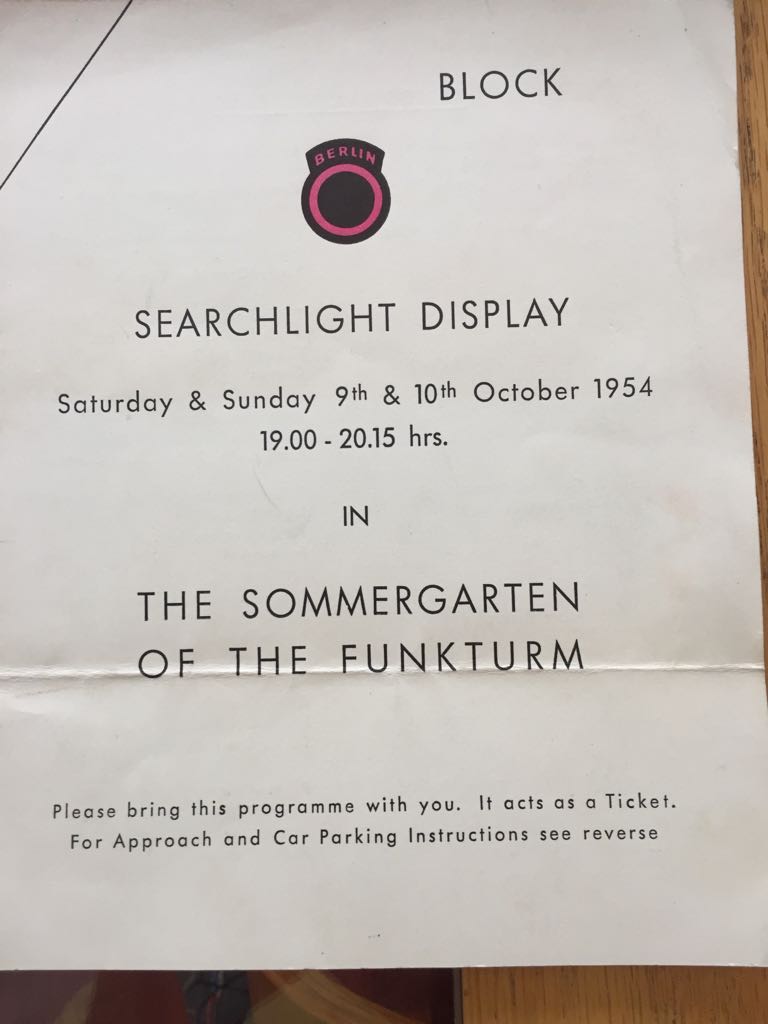 BLOCK
BERLIN
SEARCHLIGHT DISPLAY
Saturday & Sunday 9th & 10th October 1954
19.00 - 20.15 hrs.
IN
THE SOMMERGARTEN
OF THE FUNKTURM
Please bring this programme with you. It acts as a Ticket.
For Approach and Car Parking Instructions see reverse